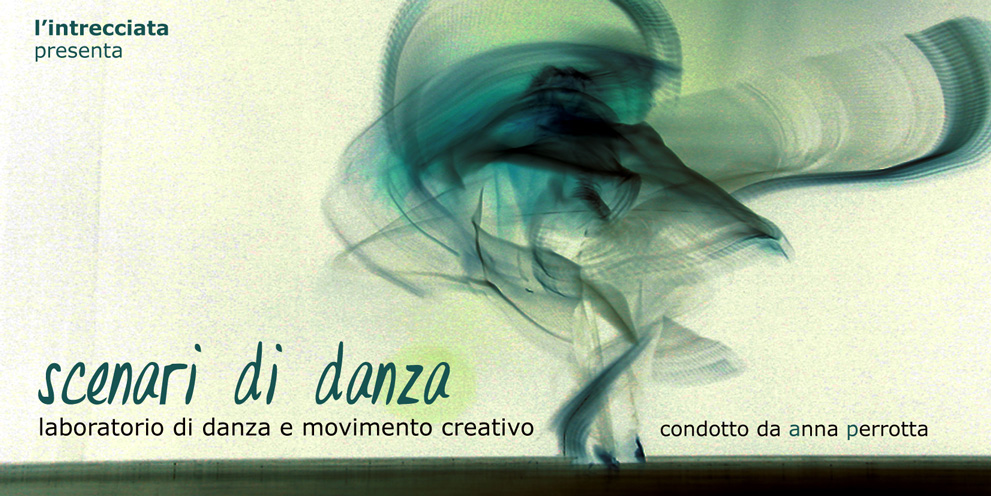 l'intrecciata
presenta
scenari di danza
laboratorio di danza e movimento creativo
condotto da anna perrotta